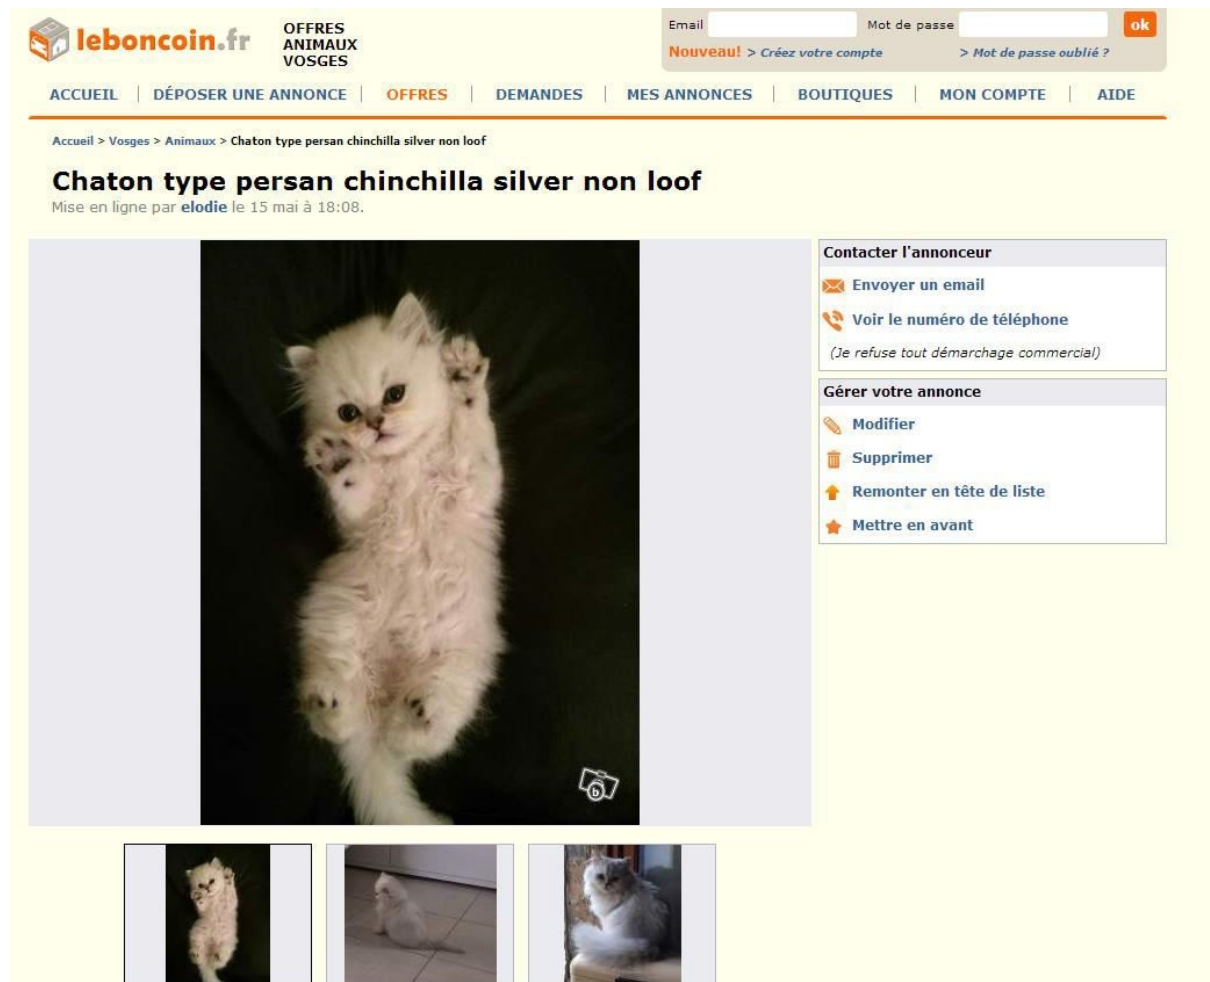 leboncoin.fr
OFFRES
ANIMAUX
VOSGES
Email
Mot de passe
ok
Nouveau! > Créez votre compte
> Mot de passe oublié ?
ACCUEIL | DÉPOSER UNE ANNONCE | OFFRES | DEMANDES | MES ANNONCES | BOUTIQUES | MON COMPTE | AIDE
Accueil > Vosges > Animaux > Chaton type persan chinchilla silver non loof
Chaton type persan chinchilla silver non loof
Mise en ligne par elodie le 15 mai à 18:08.
Contacter l'annonceur
Envoyer un email
Voir le numéro de téléphone
(Je refuse tout démarchage commercial)
Gérer votre annonce
Modifier
Supprimer
Remonter en tête de liste
Mettre en avant
b